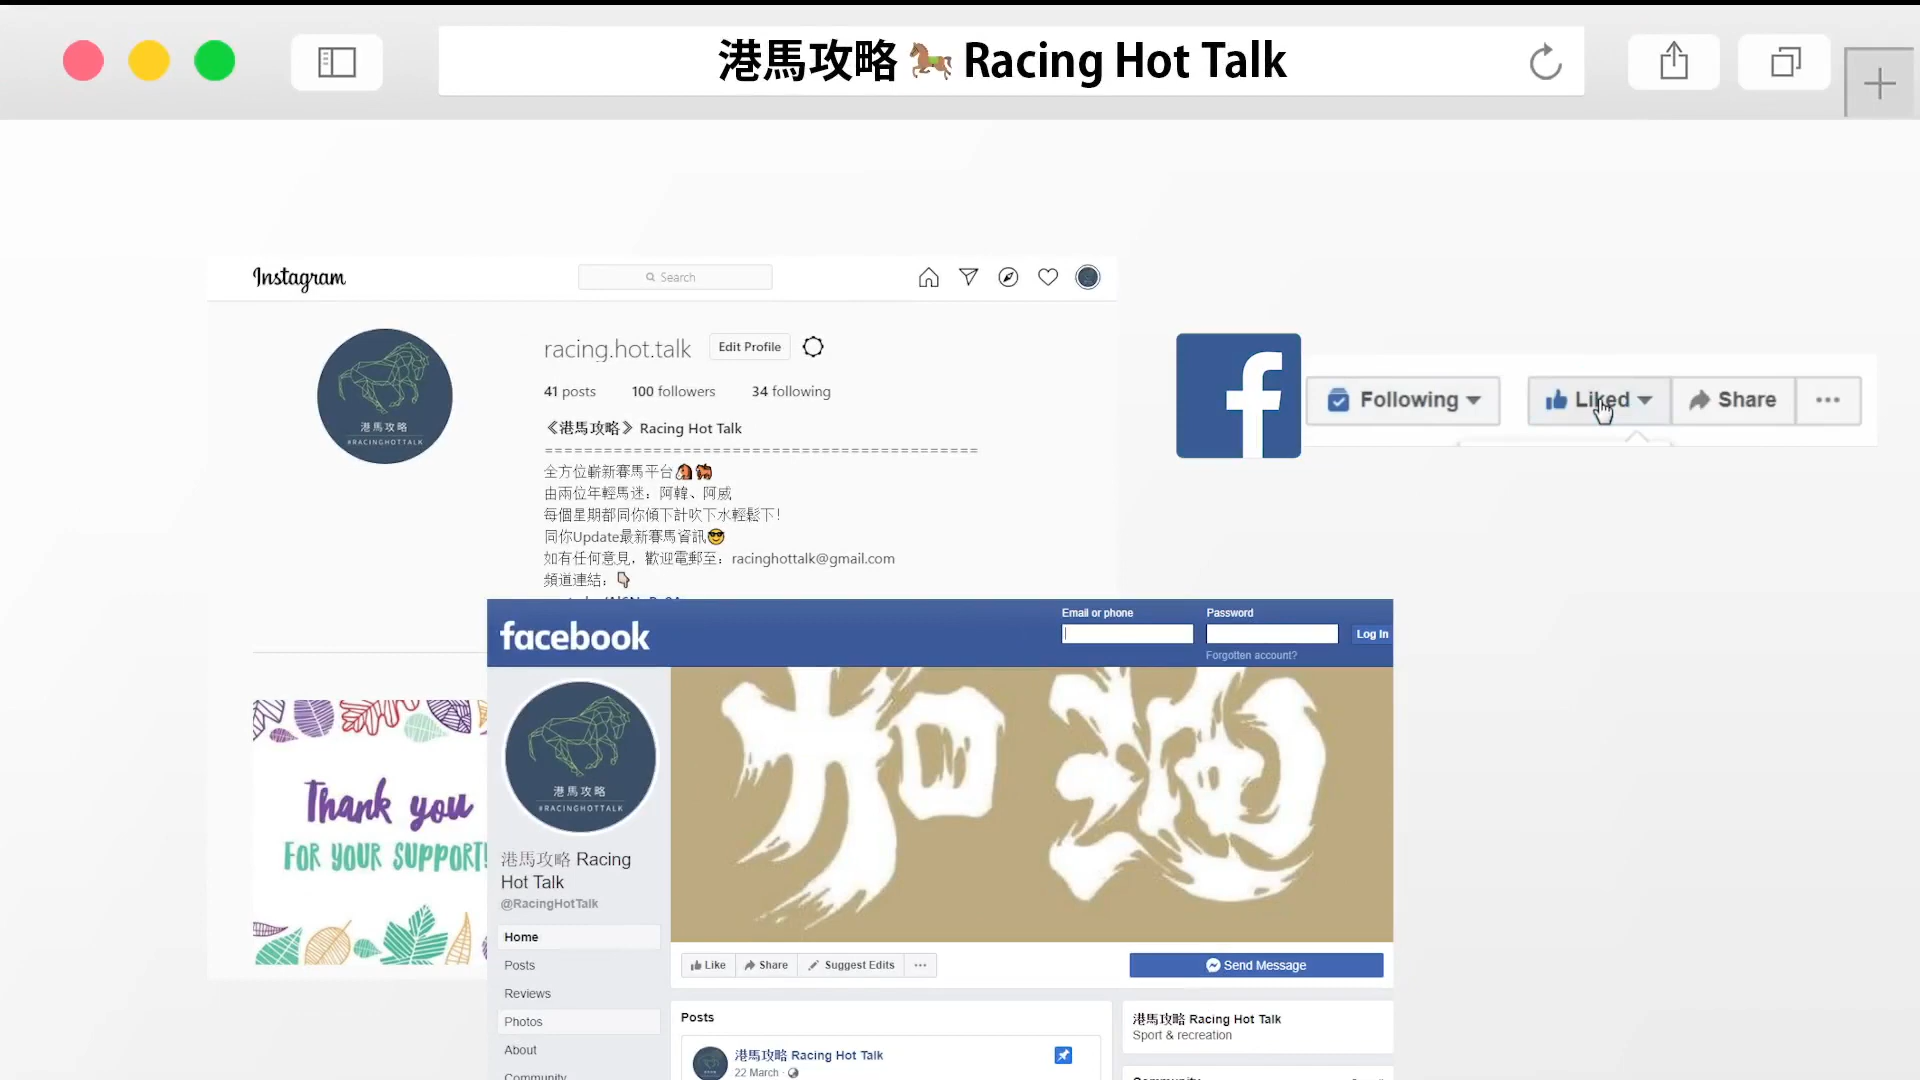 港馬攻略 🎠 Racing Hot Talk
Instagram
Search
racing.hot.talk
Edit Profile
41 posts 100 followers 34 following
《港馬攻略》Racing Hot Talk
================================================
全方位嶄新賽馬平台🐴🐎
由兩位年輕馬迷：阿韓、阿威
每個星期都同你傾下計吹下水輕鬆下！
同你Update最新賽馬資訊😎
如有任何意見，歡迎電郵至：racinghottalk@gmail.com
頻道連結：👇
港馬攻略
#RACINGHOTTALK
Following
Liked
Share
Thank you
FOR YOUR SUPPORT!
facebook
Email or phone
Password
Log In
Forgotten account?
港馬攻略
#RACINGHOTTALK
加油
港馬攻略 Racing
Hot Talk
@RacingHotTalk
Home
Posts
Reviews
Photos
About
Community
Like
Share
Suggest Edits
Send Message
Posts
港馬攻略 Racing Hot Talk
22 March
港馬攻略 Racing Hot Talk
Sport & recreation
Community